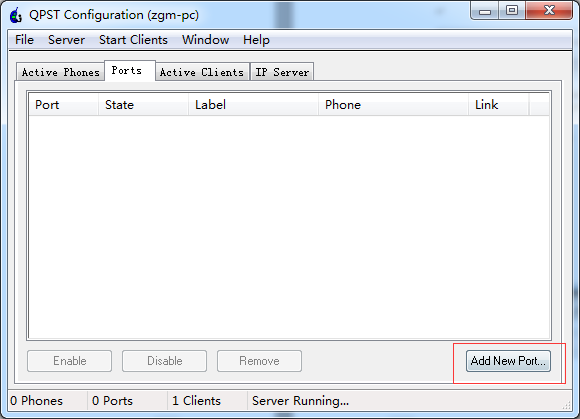 QPST Configuration (zgm-pc)
File Server Start Clients Window Help
Active Phones Ports Active Clients IP Server
Port State Label Phone Link
Enable Disable Remove Add New Port...
0 Phones 0 Ports 1 Clients Server Running...